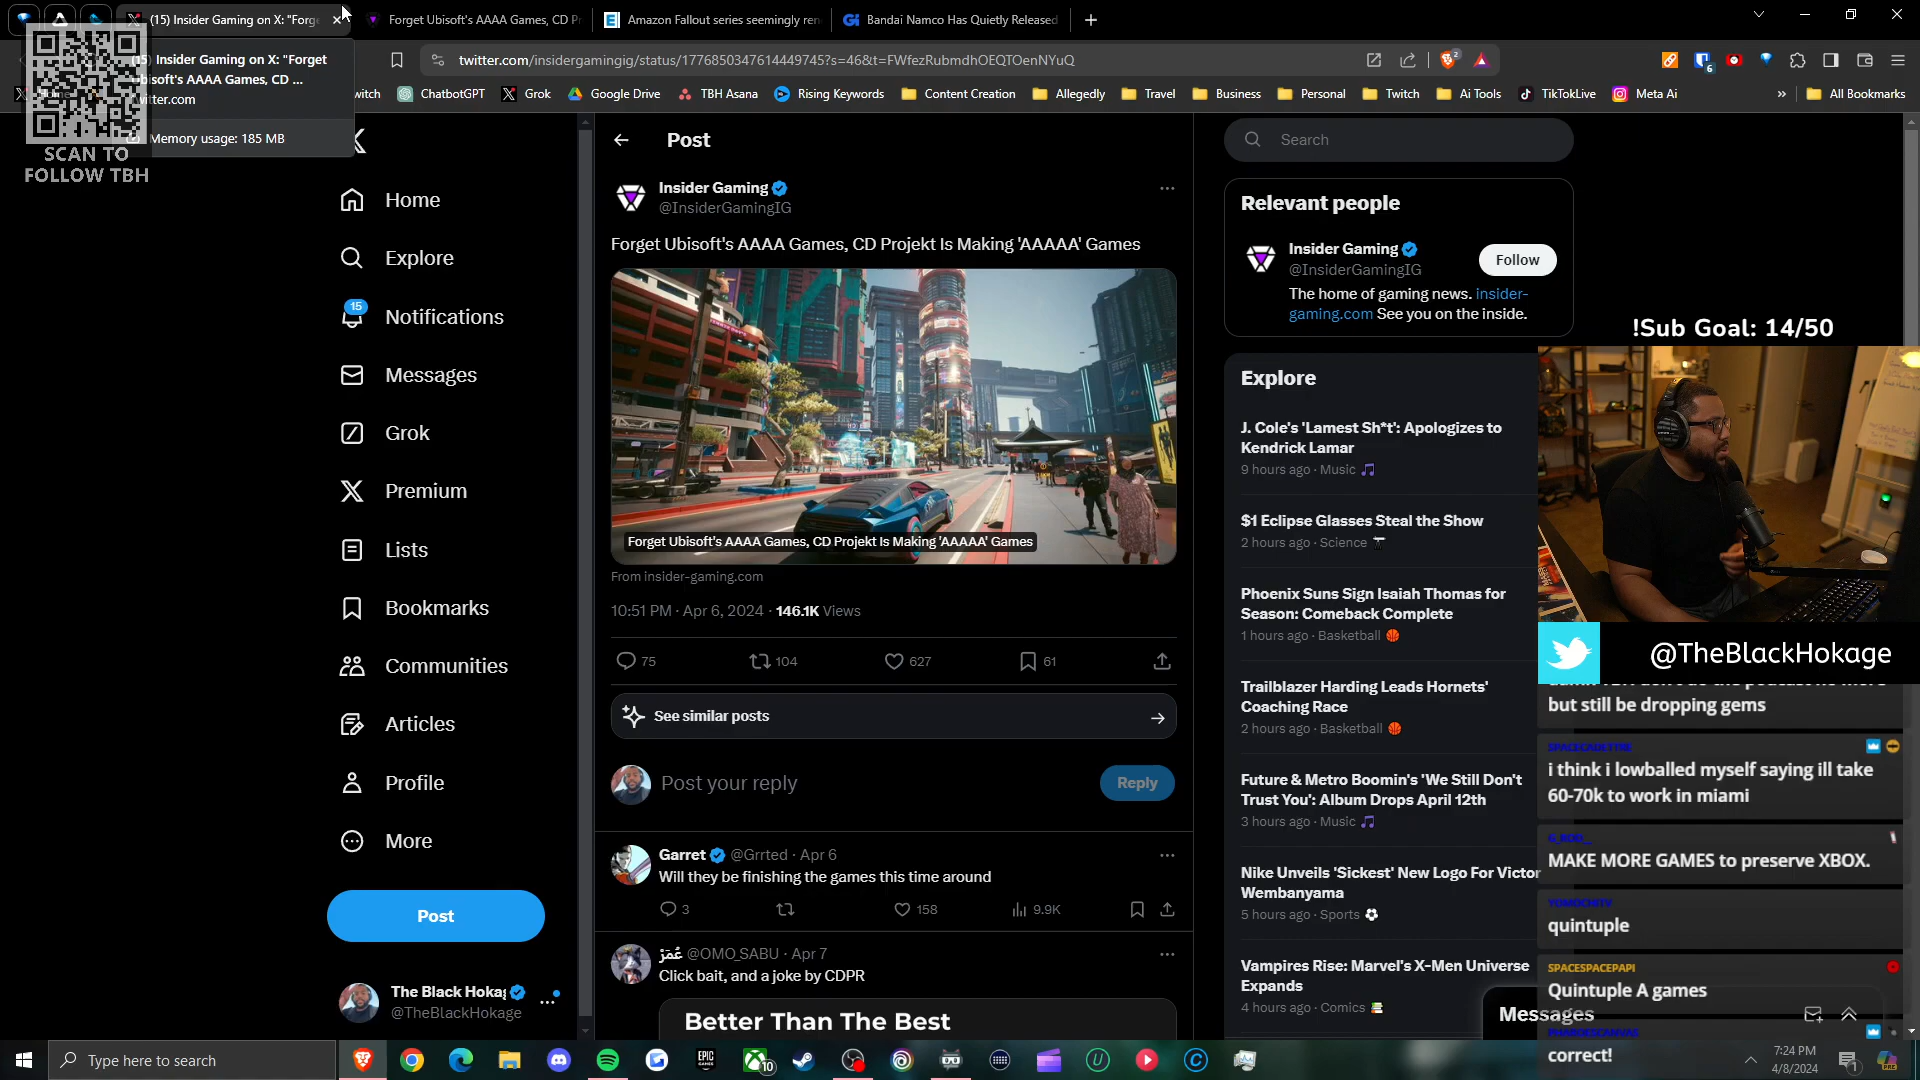 (15) Insider Gaming on X: "Forge
Forget Ubisoft's AAAA Games, CD Pr
Amazon Fallout series seemingly ren
Bandai Namco Has Quietly Released
(15) Insider Gaming on X: "Forget
Ubisoft's AAAA Games, CD ...
twitter.com
Memory usage: 185 MB
SCAN TO
FOLLOW TBH
twitter.com/insidergamingig/status/1776850347614449745?s=46&t=FWfezRubmdhOEQTOenNYuQ
witch
ChatbotGPT
Grok
Google Drive
TBH Asana
Rising Keywords
Content Creation
Allegedly
Travel
Business
Personal
Twitch
Ai Tools
TikTokLive
Meta Ai
All Bookmarks
Home
Explore
15
Notifications
Messages
Grok
Premium
Lists
Bookmarks
Communities
Articles
Profile
More
Post
The Black Hokag
@TheBlackHokage
Post
Insider Gaming
@InsiderGamingIG
Forget Ubisoft's AAAA Games, CD Projekt Is Making 'AAAAA' Games
Forget Ubisoft's AAAA Games, CD Projekt Is Making 'AAAAA' Games
From insider-gaming.com
10:51 PM · Apr 6, 2024 · 146.1K Views
75
104
627
61
See similar posts
Post your reply
Reply
Garret @Grrted · Apr 6
Will they be finishing the games this time around
3
158
9.9K
عُمَرْ @OMO_SABU · Apr 7
Click bait, and a joke by CDPR
Better Than The Best
Search
Relevant people
Insider Gaming
@InsiderGamingIG
Follow
The home of gaming news. insider-
gaming.com See you on the inside.
Explore
J. Cole's 'Lamest Sh*t': Apologizes to
Kendrick Lamar
9 hours ago · Music
$1 Eclipse Glasses Steal the Show
2 hours ago · Science
Phoenix Suns Sign Isaiah Thomas for
Season: Comeback Complete
1 hours ago · Basketball
Trailblazer Harding Leads Hornets'
Coaching Race
2 hours ago · Basketball
Future & Metro Boomin's 'We Still Don't
Trust You': Album Drops April 12th
3 hours ago · Music
Nike Unveils 'Sickest' New Logo For Victor
Wembanyama
5 hours ago · Sports
Vampires Rise: Marvel's X-Men Universe
Expands
4 hours ago · Comics
Messages
!Sub Goal: 14/50
@TheBlackHokage
but still be dropping gems
i think i lowballed myself saying ill take
60-70k to work in miami
MAKE MORE GAMES to preserve XBOX.
quintuple
SPACESPACEPAPI
Quintuple A games
correct!
Type here to search
EPIC
GAMES
10
7:24 PM
4/8/2024
1